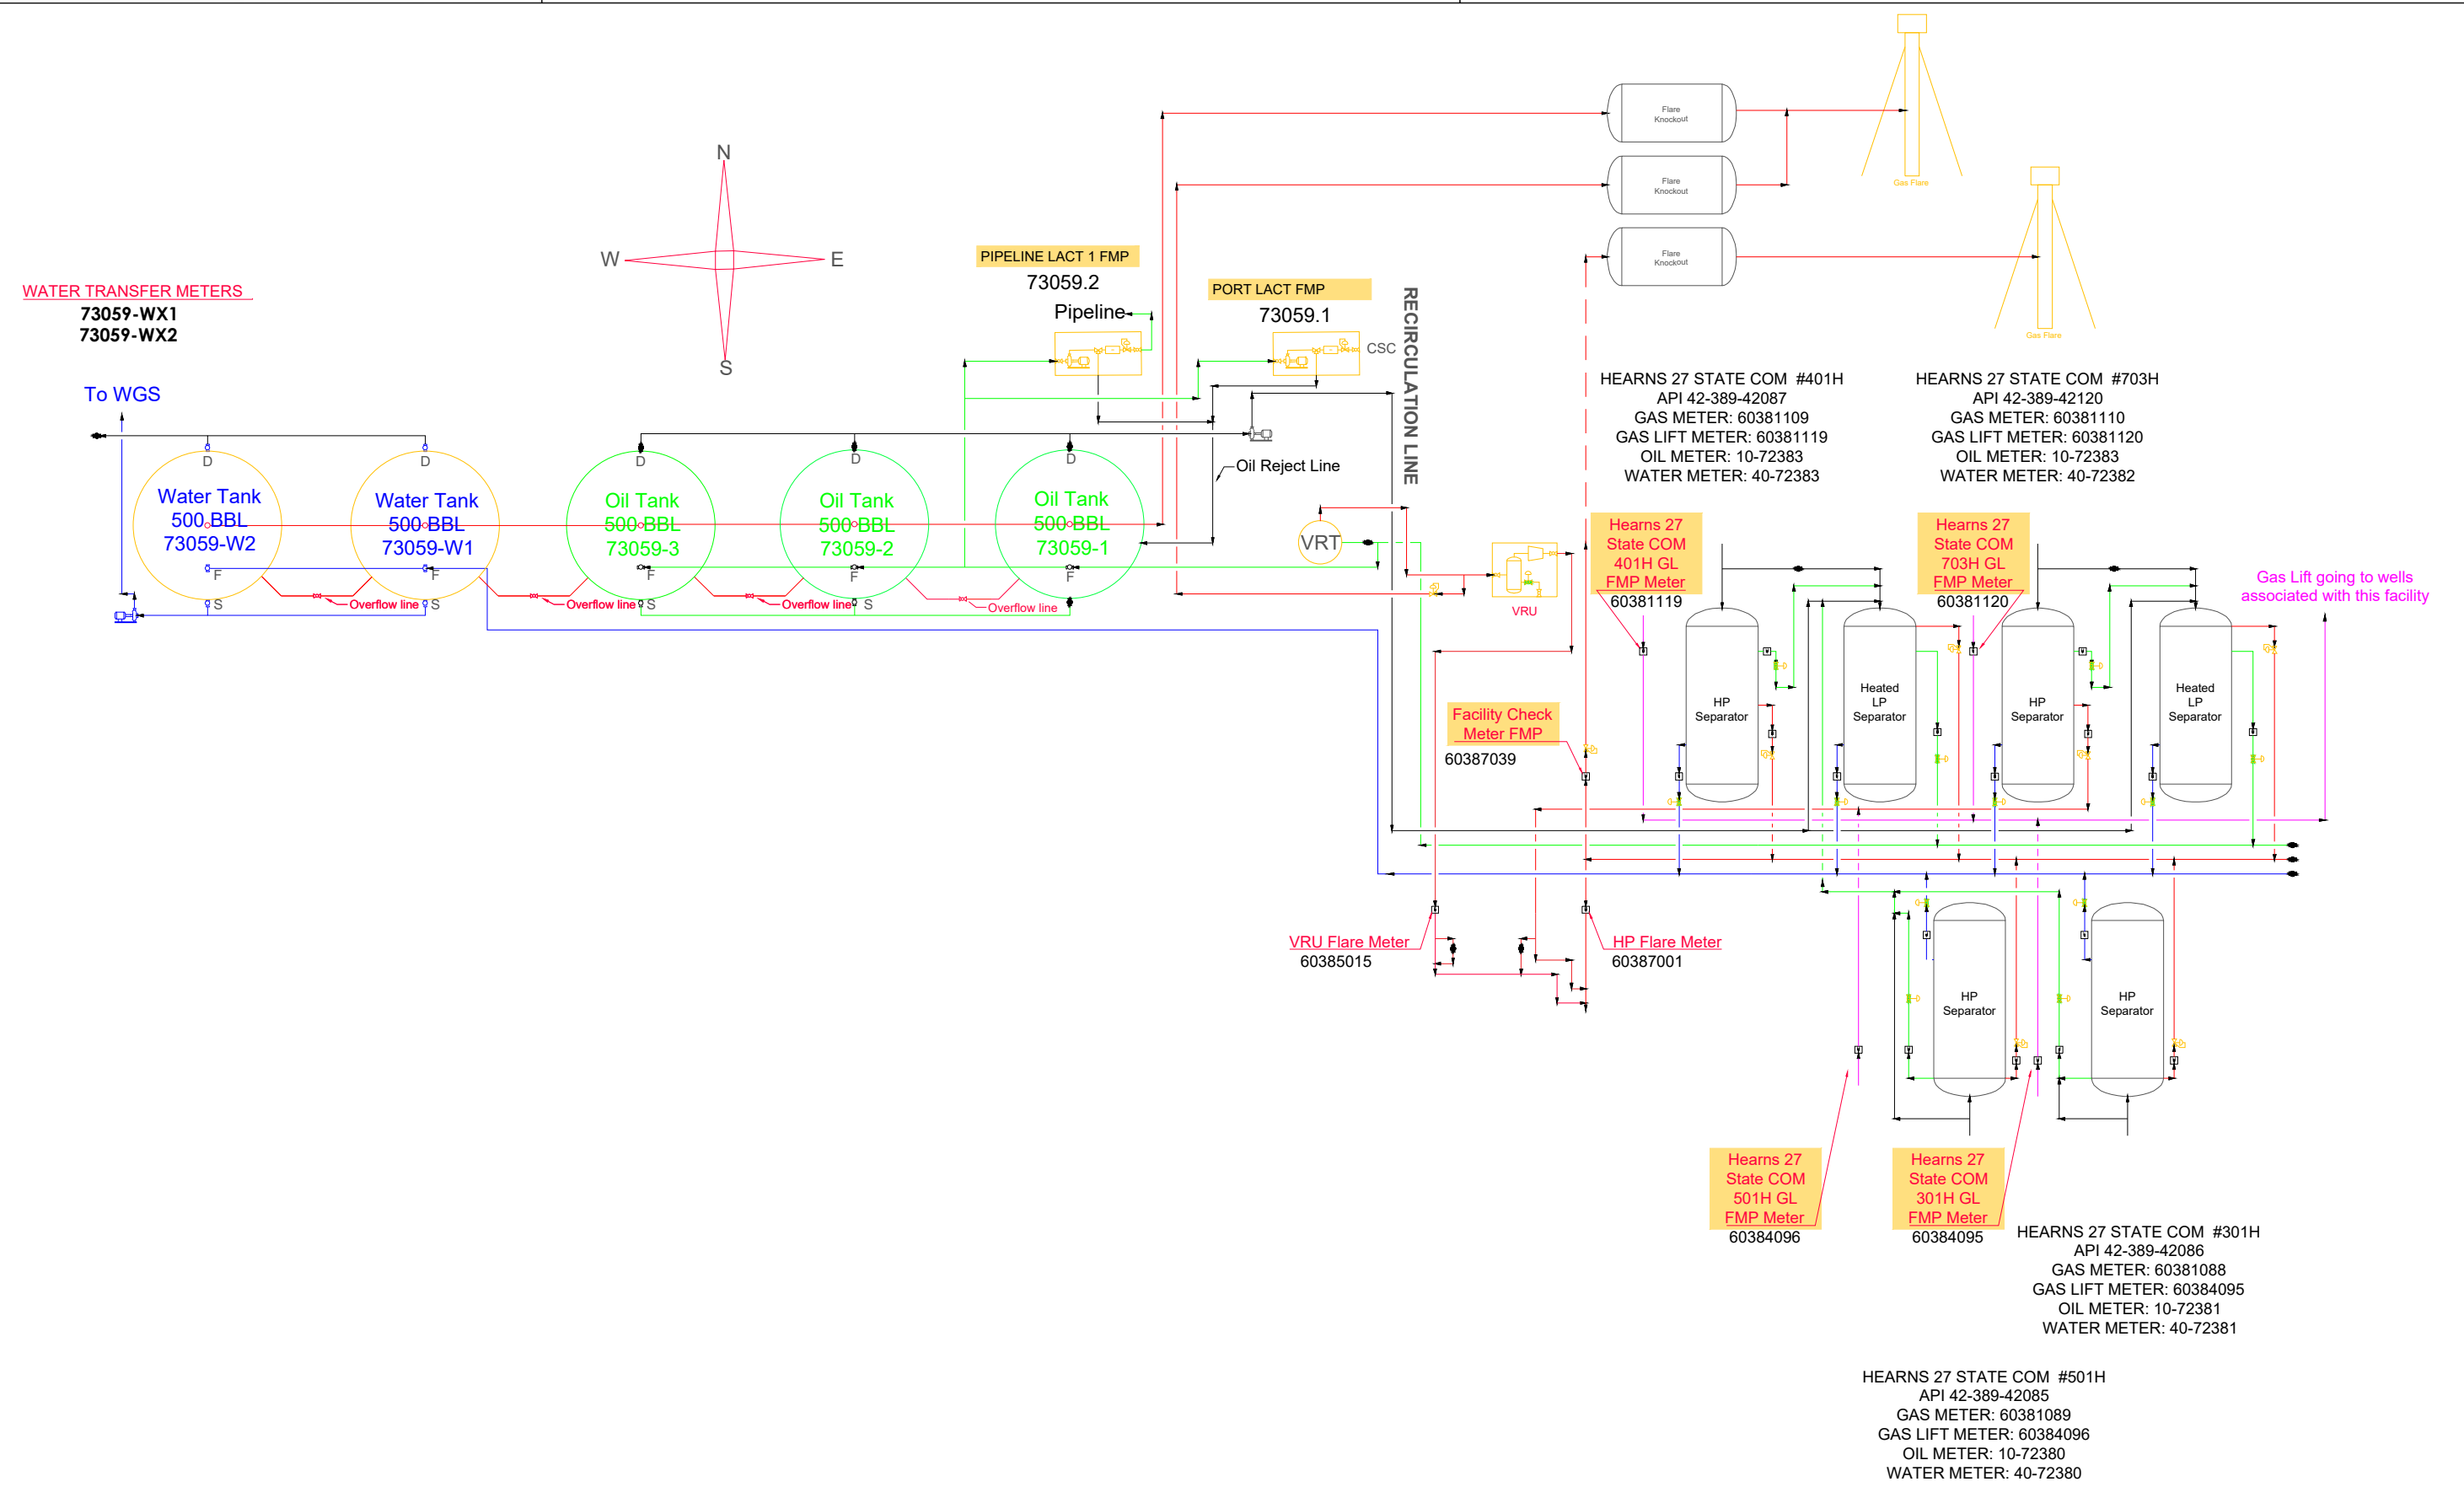 Flare
Knockout
Flare
Knockout
Flare
Knockout
Gas Flare
Gas Flare
N
W
E
S
WATER TRANSFER METERS
73059-WX1
73059-WX2
PIPELINE LACT 1 FMP
73059.2
Pipeline
PORT LACT FMP
73059.1
CSC
RECIRCULATION LINE
HEARNS 27 STATE COM #401H
API 42-389-42087
GAS METER: 60381109
GAS LIFT METER: 60381119
OIL METER: 10-72383
WATER METER: 40-72383
HEARNS 27 STATE COM #703H
API 42-389-42120
GAS METER: 60381110
GAS LIFT METER: 60381120
OIL METER: 10-72383
WATER METER: 40-72382
To WGS
D
Water Tank
500 BBL
73059-W2
F
S
D
Water Tank
500 BBL
73059-W1
F
S
D
Oil Tank
500 BBL
73059-3
F
S
D
Oil Tank
500 BBL
73059-2
F
S
D
Oil Tank
500 BBL
73059-1
F
Overflow line
Overflow line
Overflow line
Overflow line
Oil Reject Line
VRT
VRU
Hearns 27
State COM
401H GL
FMP Meter
60381119
Hearns 27
State COM
703H GL
FMP Meter
60381120
Gas Lift going to wells
associated with this facility
HP
Separator
Heated
LP
Separator
HP
Separator
Heated
LP
Separator
Facility Check
Meter FMP
60387039
VRU Flare Meter
60385015
HP Flare Meter
60387001
HP
Separator
HP
Separator
Hearns 27
State COM
501H GL
FMP Meter
60384096
Hearns 27
State COM
301H GL
FMP Meter
60384095
HEARNS 27 STATE COM #301H
API 42-389-42086
GAS METER: 60381088
GAS LIFT METER: 60384095
OIL METER: 10-72381
WATER METER: 40-72381
HEARNS 27 STATE COM #501H
API 42-389-42085
GAS METER: 60381089
GAS LIFT METER: 60384096
OIL METER: 10-72380
WATER METER: 40-72380